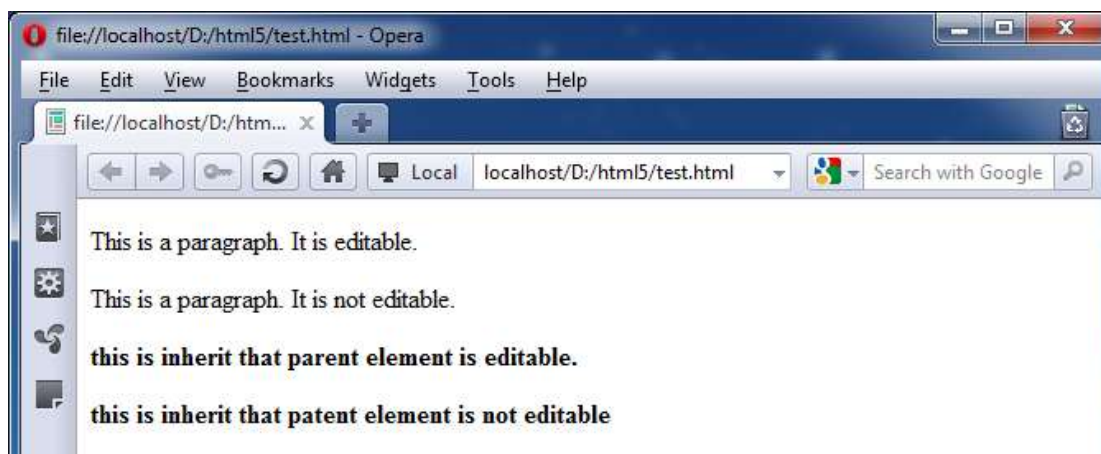 file://localhost/D:/html5/test.html - Opera
File Edit View Bookmarks Widgets Tools Help
file://localhost/D:/htm...
Local localhost/D:/html5/test.html Search with Google
This is a paragraph. It is editable.
This is a paragraph. It is not editable.
this is inherit that parent element is editable.
this is inherit that patent element is not editable